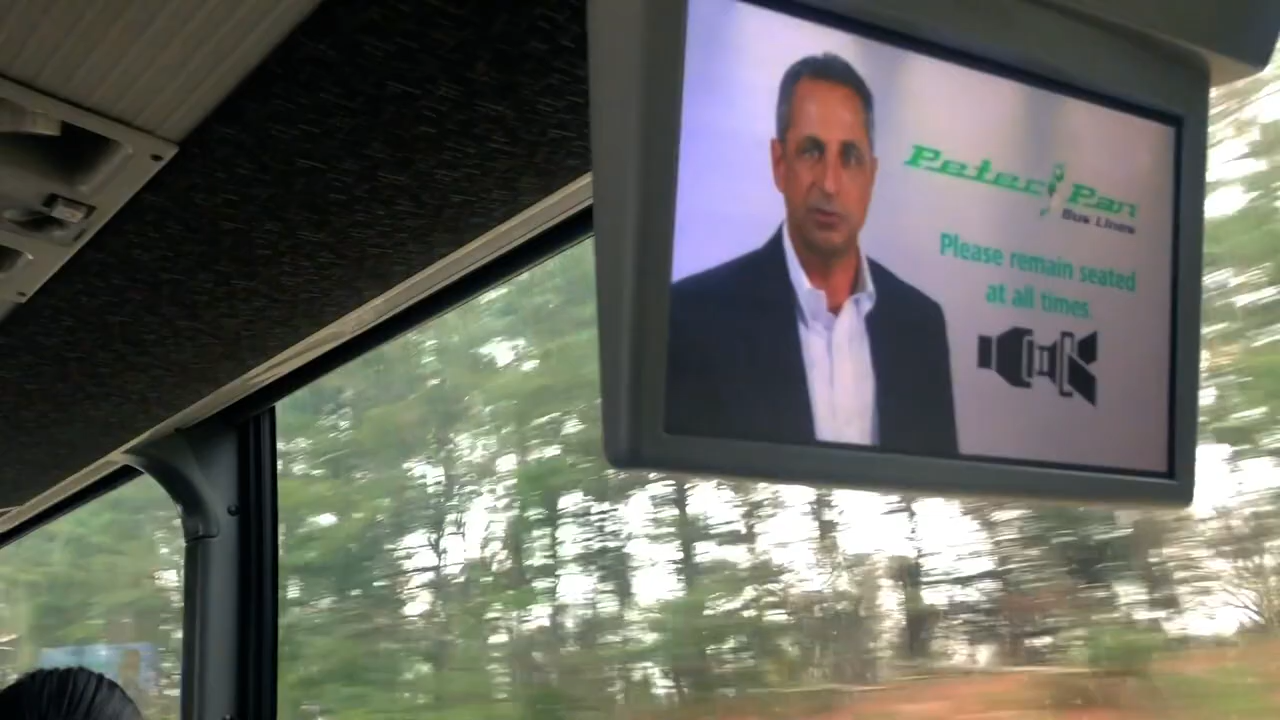 Peter Pan
Bus Lines
Please remain seated
at all times.